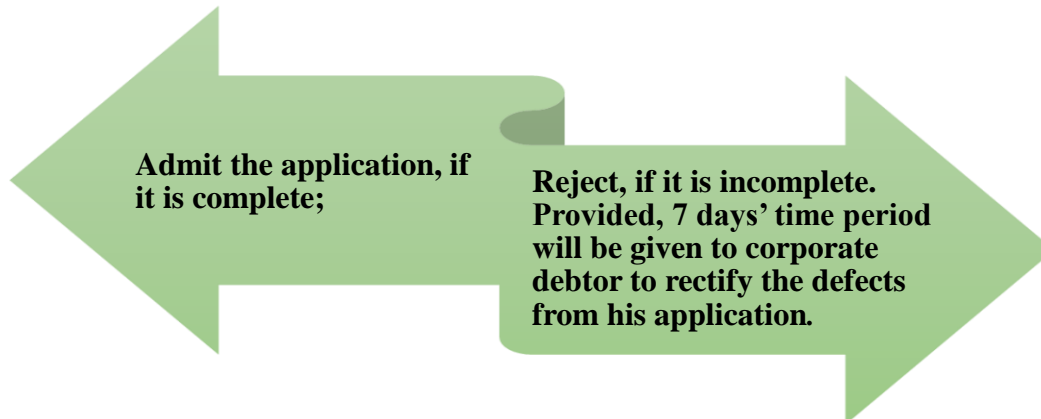 Admit the application, if
it is complete;
Reject, if it is incomplete.
Provided, 7 days’ time period
will be given to corporate
debtor to rectify the defects
from his application.